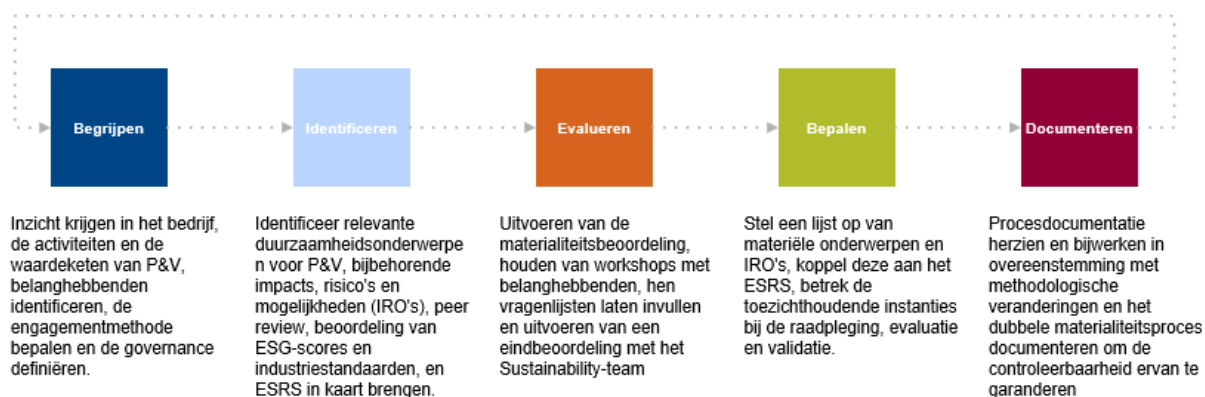 Begrijpen
Identificeren
Evalueren
Bepalen
Documenteren
Inzicht krijgen in het bedrijf,
de activiteiten en de
waardeketen van P&V,
belanghebbenden
identificeren, de
engagementmethode
bepalen en de governance
definiëren.
Identificeer relevante
duurzaamheidsonderwerpe
n voor P&V, bijbehorende
impacts, risico's en
mogelijkheden (IRO's), peer
review, beoordeling van
ESG-scores en
industriestandaarden, en
ESRS in kaart brengen.
Uitvoeren van de
materialiteitsbeoordeling,
houden van workshops met
belanghebbenden, hen
vragenlijsten laten invullen
en uitvoeren van een
eindbeoordeling met het
Sustainability-team
Stel een lijst op van
materiële onderwerpen en
IRO's, koppel deze aan het
ESRS, betrek de
toezichthoudende instanties
bij de raadpleging, evaluatie
en validatie.
Procesdocumentatie
herzien en bijwerken in
overeenstemming met
methodologische
veranderingen en het
dubbele materialiteitsproces
documenteren om de
controleerbaarheid ervan te
garanderen